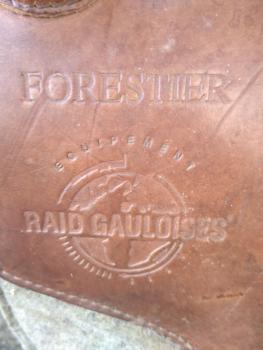 FORESTIER
EQUIPEMENT
RAID GAULOISES